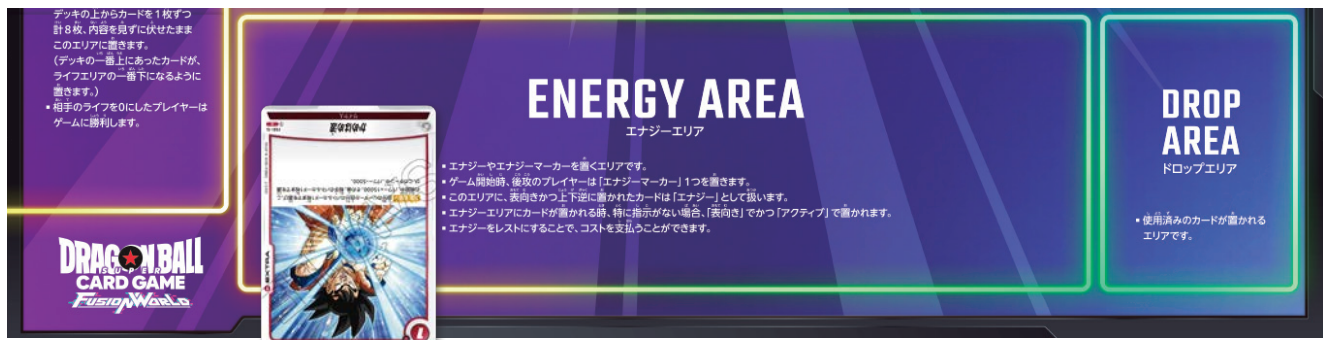 デッキの上からカードを1枚ずつ
計8枚、内容を見ずに伏せたまま
このエリアに置きます。
（デッキの一番上にあったカードが、
ライフエリアの一番下になるように
置きます。）
▪相手のライフを0にしたプレイヤーは
ゲームに勝利します。
DRAGON BALL
SUPER
CARD GAME
FUSION WORLD
かめはめ波
EXTRA
1
ENERGY AREA
エナジーエリア
▪エナジーやエナジーマーカーを置くエリアです。
▪ゲーム開始時、後攻のプレイヤーは「エナジーマーカー」1つを置きます。
▪このエリアに、表向きかつ上下逆に置かれたカードは「エナジー」として扱います。
▪エナジーエリアにカードが置かれる時、特に指示がない場合、「表向き」でかつ「アクティブ」で置かれます。
▪エナジーをレストにすることで、コストを支払うことができます。
DROP
AREA
ドロップエリア
▪使用済みのカードが置かれる
エリアです。